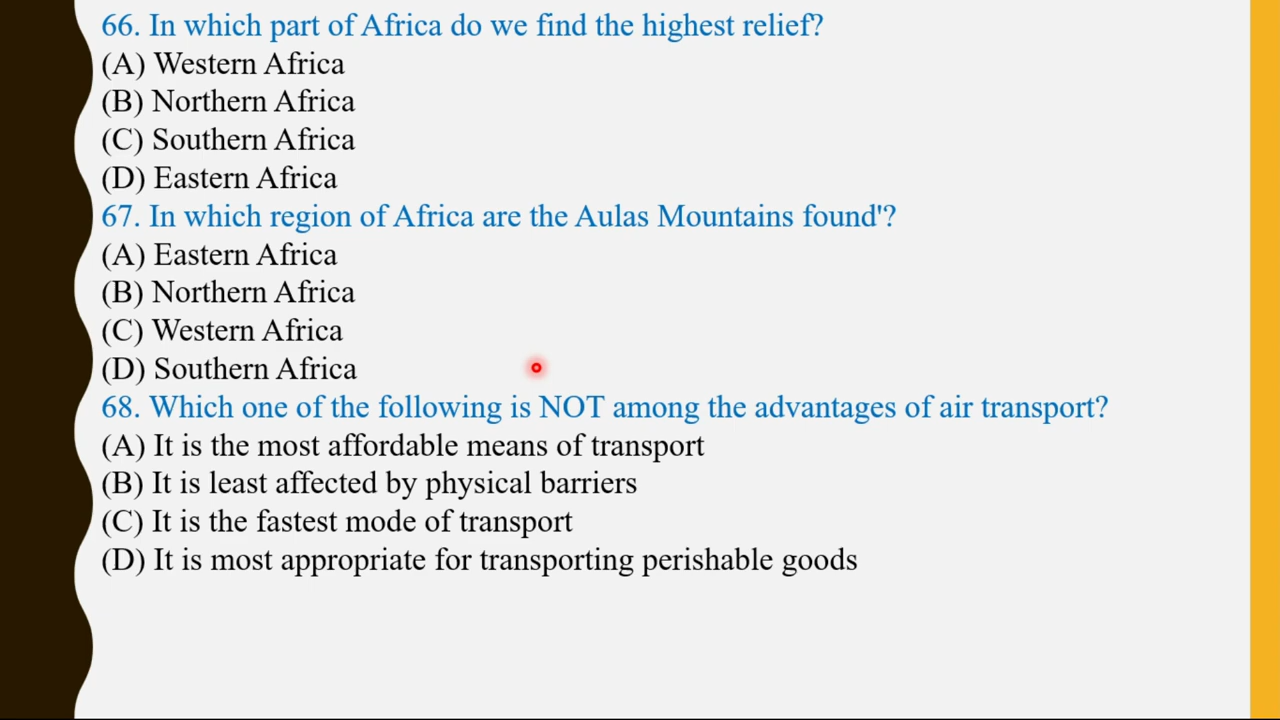 66. In which part of Africa do we find the highest relief?
(A) Western Africa
(B) Northern Africa
(C) Southern Africa
(D) Eastern Africa
67. In which region of Africa are the Aulas Mountains found'?
(A) Eastern Africa
(B) Northern Africa
(C) Western Africa
(D) Southern Africa
68. Which one of the following is NOT among the advantages of air transport?
(A) It is the most affordable means of transport
(B) It is least affected by physical barriers
(C) It is the fastest mode of transport
(D) It is most appropriate for transporting perishable goods